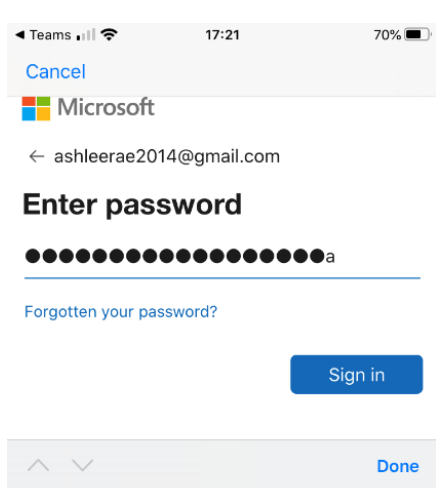 ◀ Teams 17:21 70%
Cancel
Microsoft
← ashleerae2014@gmail.com
Enter password
●●●●●●●●●●●●●●●●●●a
Forgotten your password?
Sign in
Done